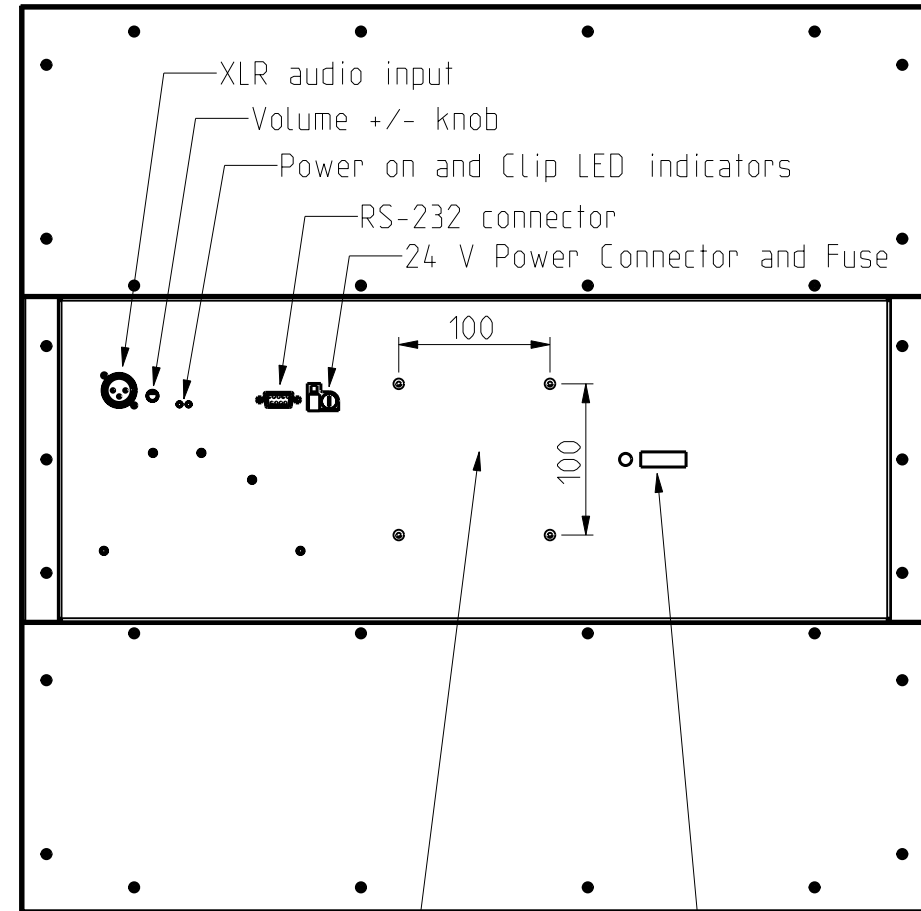 XLR audio input
Volume +/- knob
Power on and Clip LED indicators
RS-232 connector
24 V Power Connector and Fuse
100
100